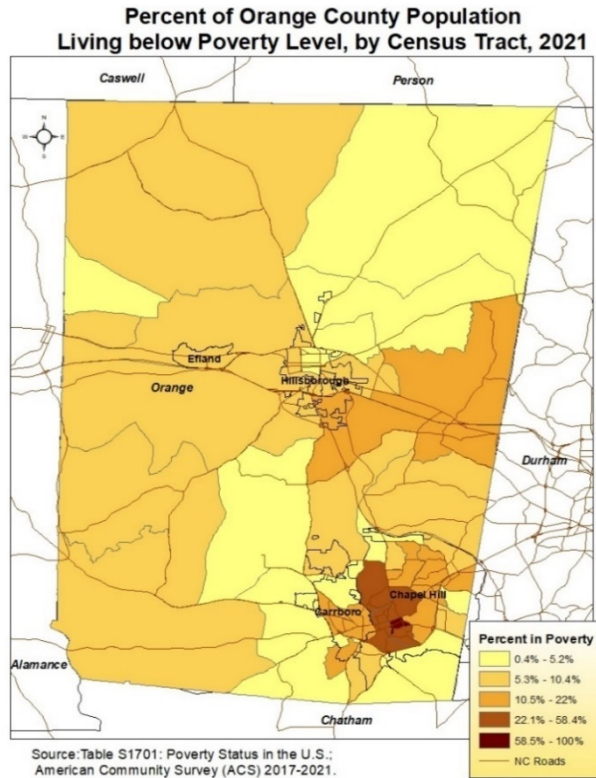 Percent of Orange County Population
Living below Poverty Level, by Census Tract, 2021
Caswell
Person
N
W
E
S
Efland
Hillsborough
Orange
Durham
Chapel Hill
Carrboro
Alamance
Chatham
Percent in Poverty
0.4% - 5.2%
5.3% - 10.4%
10.5% - 22%
22.1% - 58.4%
58.5% - 100%
NC Roads
Source:Table S1701: Poverty Status in the U.S.;
American Community Survey (ACS) 2017-2021.